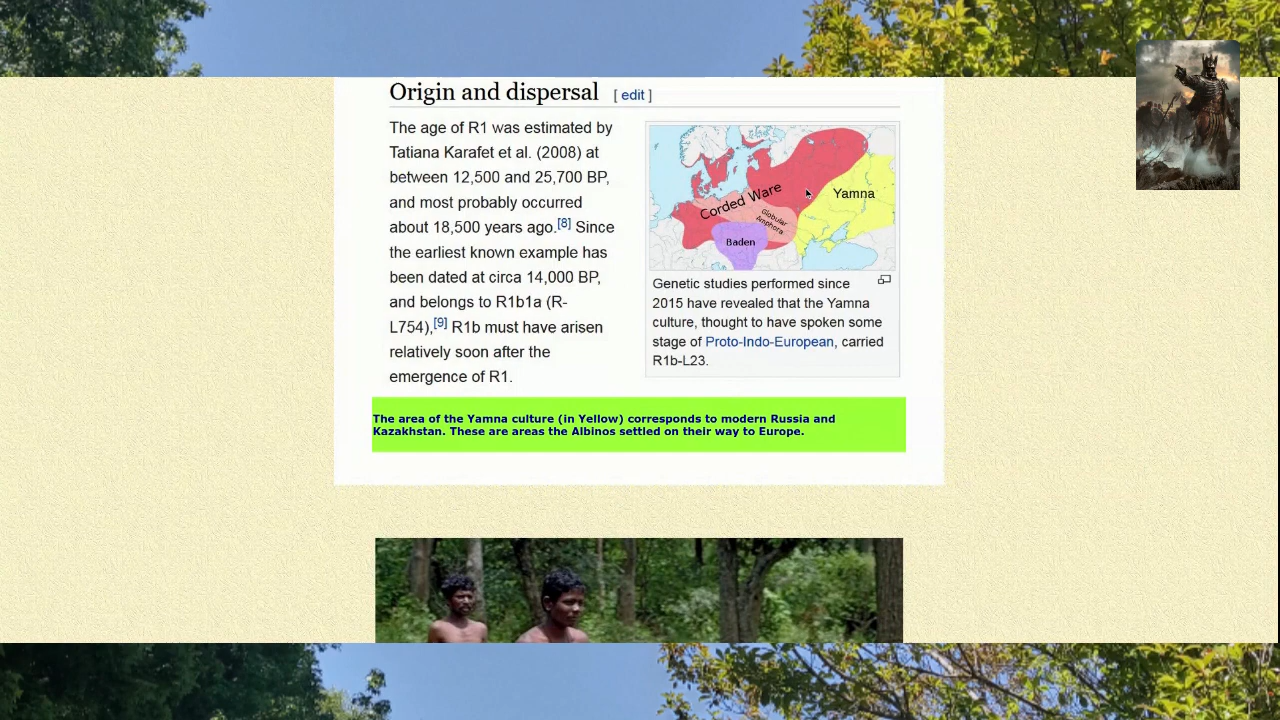 Origin and dispersal [ edit ]
The age of R1 was estimated by
Tatiana Karafet et al. (2008) at
between 12,500 and 25,700 BP,
and most probably occurred
about 18,500 years ago.[8] Since
the earliest known example has
been dated at circa 14,000 BP,
and belongs to R1b1a (R-
L754),[9] R1b must have arisen
relatively soon after the
emergence of R1.
Corded Ware
Yamna
Globular
Amphora
Baden
Genetic studies performed since
2015 have revealed that the Yamna
culture, thought to have spoken some
stage of Proto-Indo-European, carried
R1b-L23.
The area of the Yamna culture (in Yellow) corresponds to modern Russia and
Kazakhstan. These are areas the Albinos settled on their way to Europe.